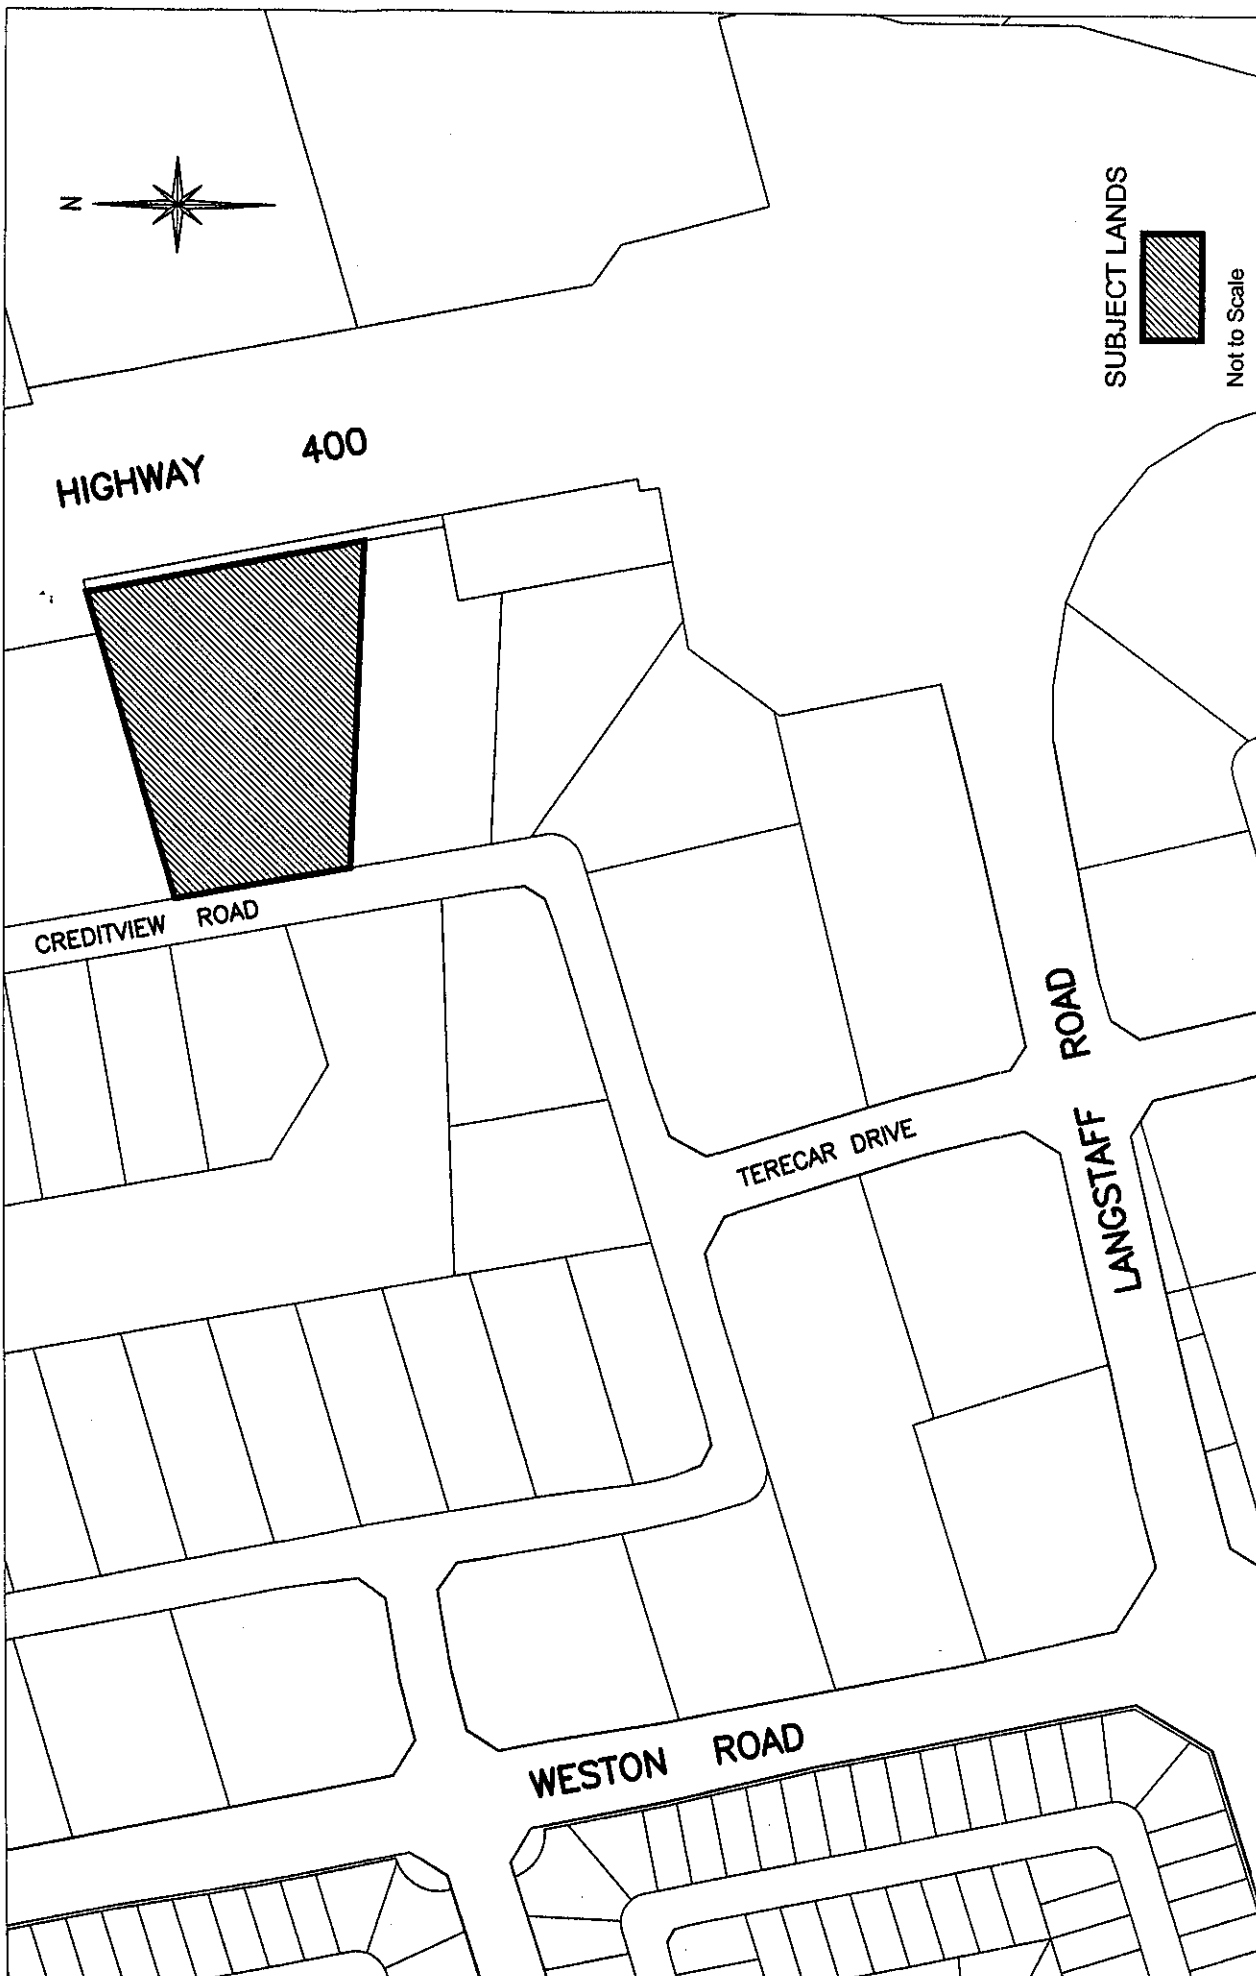 N
HIGHWAY 400
SUBJECT LANDS
Not to Scale
CREDITVIEW ROAD
TERECAR DRIVE
LANGSTAFF ROAD
WESTON ROAD